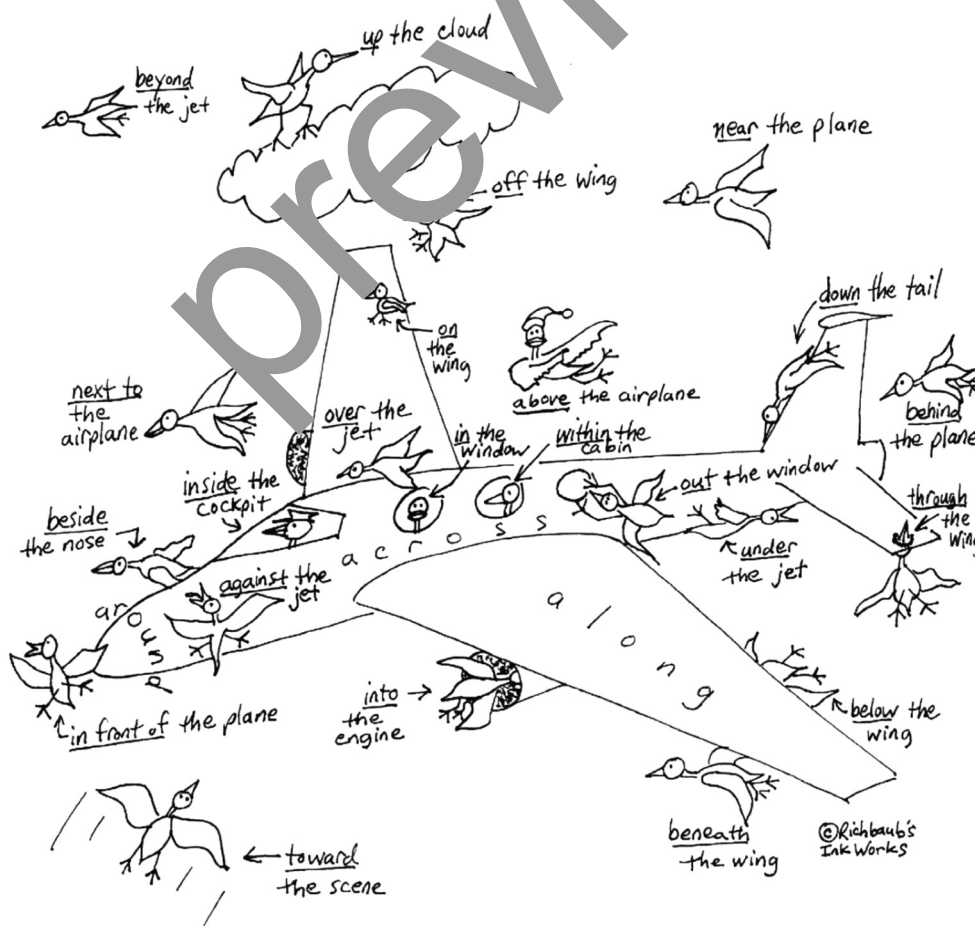 previ
up the cloud
beyond
the jet
near the plane
off the wing
down the tail
on
the
wing
above the airplane
next to
the
airplane
behind
the plane
over the
jet
in the
window
within the
cabin
out the window
inside the
cockpit
through
the
wing
beside
the nose
across
under
the jet
against the
jet
around
along
into
the
engine
below the
wing
in front of the plane
beneath
the wing
©Richbaub's
InkWorks
toward
the scene